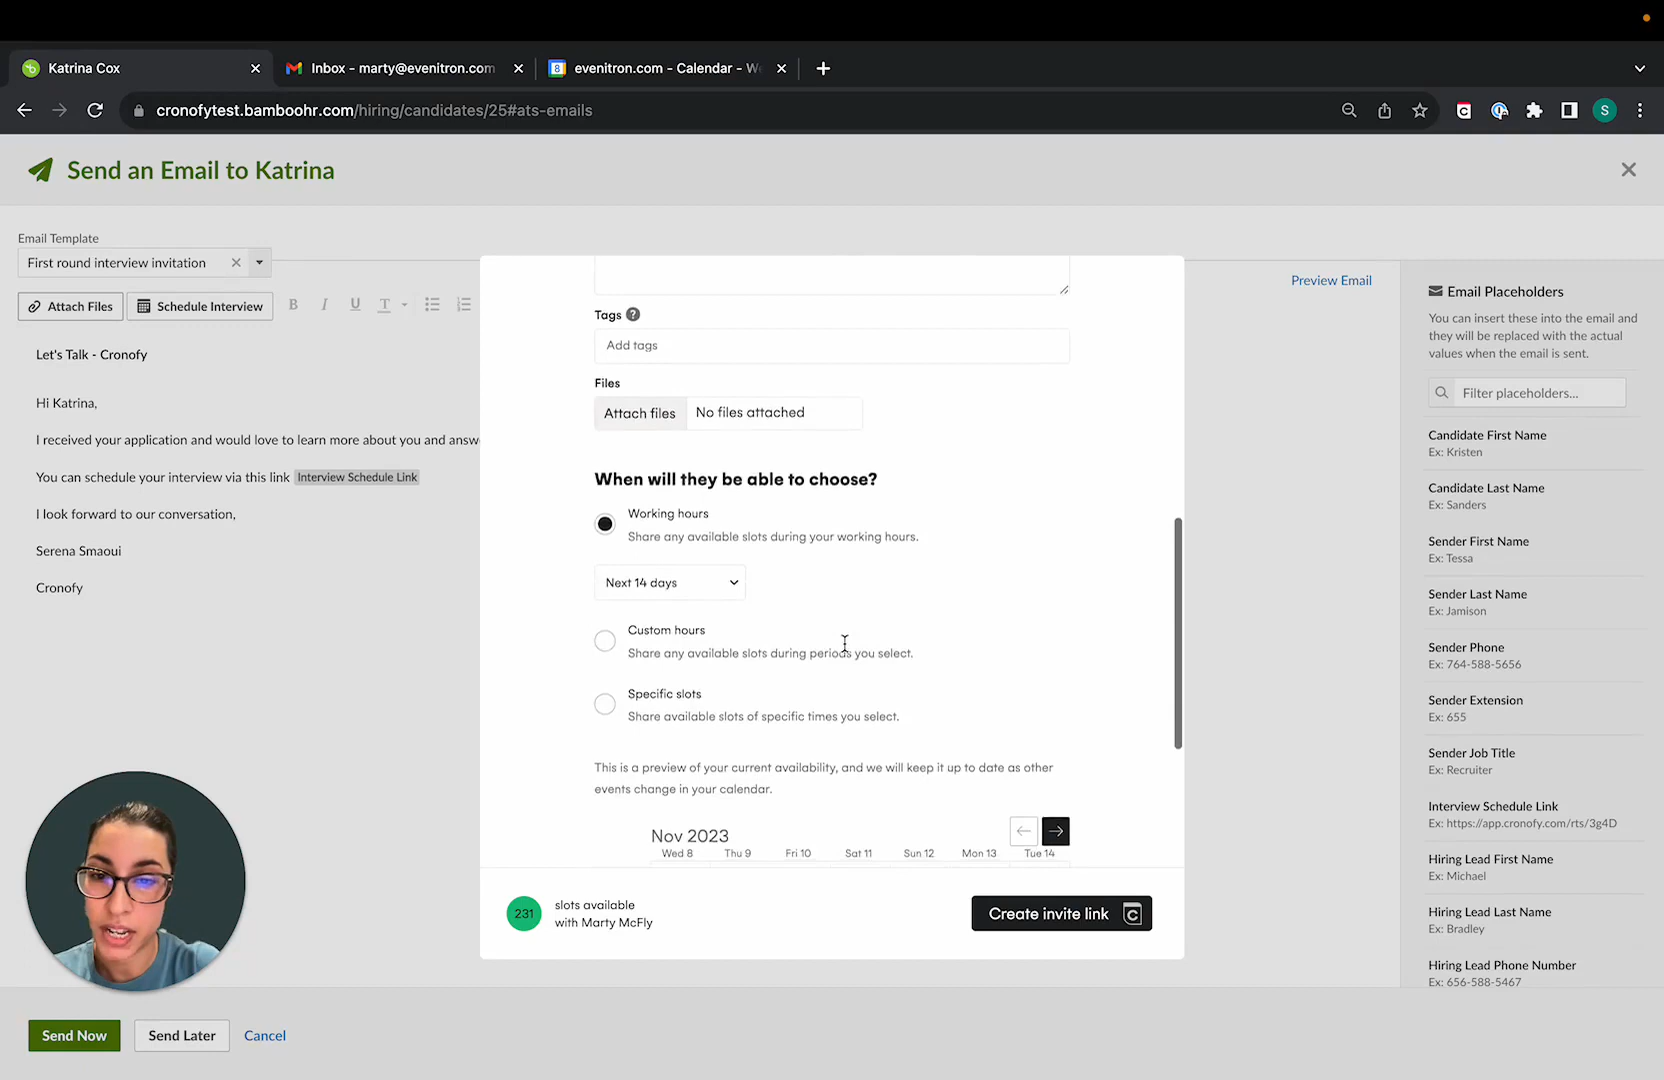 Katrina Cox
Inbox - marty@evenitron.com
8
evenitron.com - Calendar - We
cronofytest.bamboohr.com/hiring/candidates/25#ats-emails
S
Send an Email to Katrina
Email Template
First round interview invitation
Preview Email
Attach Files
Schedule Interview
B I U T
Let's Talk - Cronofy
Hi Katrina,
I received your application and would love to learn more about you and answ
You can schedule your interview via this link Interview Schedule Link
I look forward to our conversation,
Serena Smaoui
Cronofy
Tags ?
Add tags
Files
Attach files
No files attached
When will they be able to choose?
Working hours
Share any available slots during your working hours.
Next 14 days
Custom hours
Share any available slots during periods you select.
Specific slots
Share available slots of specific times you select.
This is a preview of your current availability, and we will keep it up to date as other
events change in your calendar.
Nov 2023
Wed 8 Thu 9 Fri 10 Sat 11 Sun 12 Mon 13 Tue 14
231
slots available
with Marty McFly
Create invite link C
Email Placeholders
You can insert these into the email and
they will be replaced with the actual
values when the email is sent.
Filter placeholders...
Candidate First Name
Ex: Kristen
Candidate Last Name
Ex: Sanders
Sender First Name
Ex: Tessa
Sender Last Name
Ex: Jamison
Sender Phone
Ex: 764-588-5656
Sender Extension
Ex: 655
Sender Job Title
Ex: Recruiter
Interview Schedule Link
Ex: https://app.cronofy.com/rts/3g4D
Hiring Lead First Name
Ex: Michael
Hiring Lead Last Name
Ex: Bradley
Hiring Lead Phone Number
Ex: 656-588-5467
Send Now
Send Later
Cancel